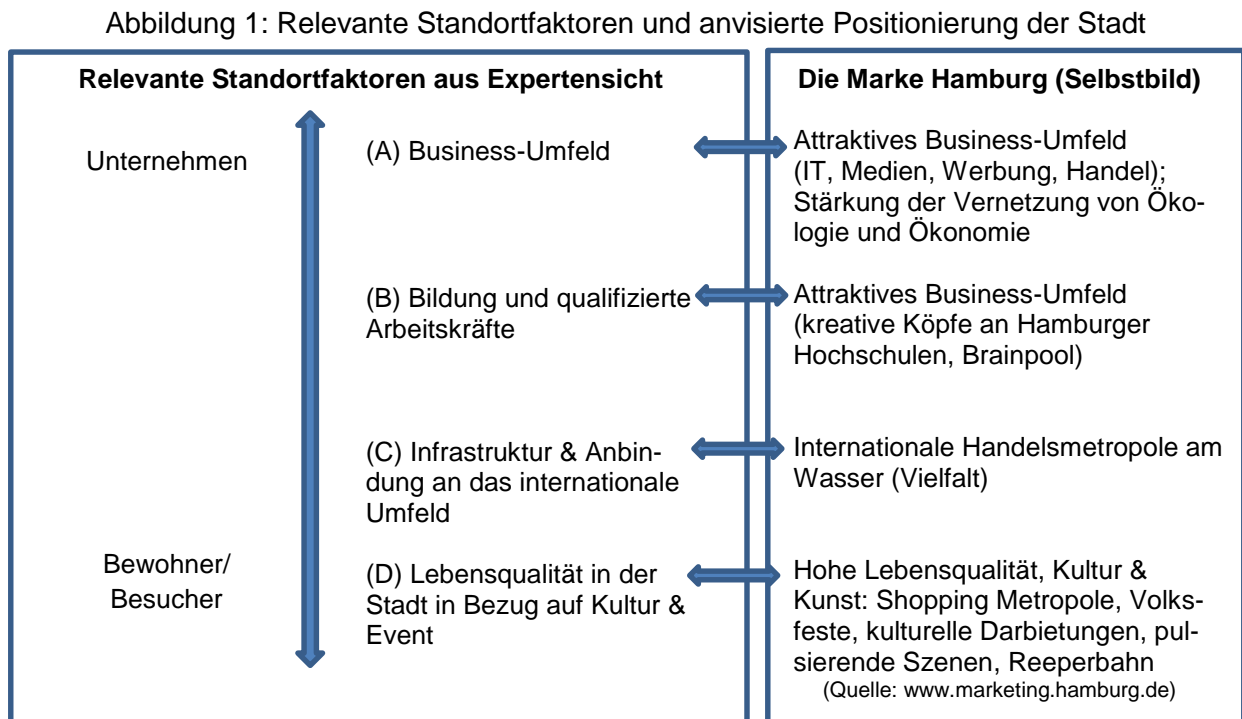 Abbildung 1: Relevante Standortfaktoren und anvisierte Positionierung der Stadt
Relevante Standortfaktoren aus Expertensicht
Unternehmen
(A) Business-Umfeld
(B) Bildung und qualifizierte
Arbeitskräfte
(C) Infrastruktur & Anbin-
dung an das internationale
Umfeld
Bewohner/
Besucher
(D) Lebensqualität in der
Stadt in Bezug auf Kultur &
Event
Die Marke Hamburg (Selbstbild)
Attraktives Business-Umfeld
(IT, Medien, Werbung, Handel);
Stärkung der Vernetzung von Öko-
logie und Ökonomie
Attraktives Business-Umfeld
(kreative Köpfe an Hamburger
Hochschulen, Brainpool)
Internationale Handelsmetropole am
Wasser (Vielfalt)
Hohe Lebensqualität, Kultur &
Kunst: Shopping Metropole, Volks-
feste, kulturelle Darbietungen, pul-
sierende Szenen, Reeperbahn
(Quelle: www.marketing.hamburg.de)